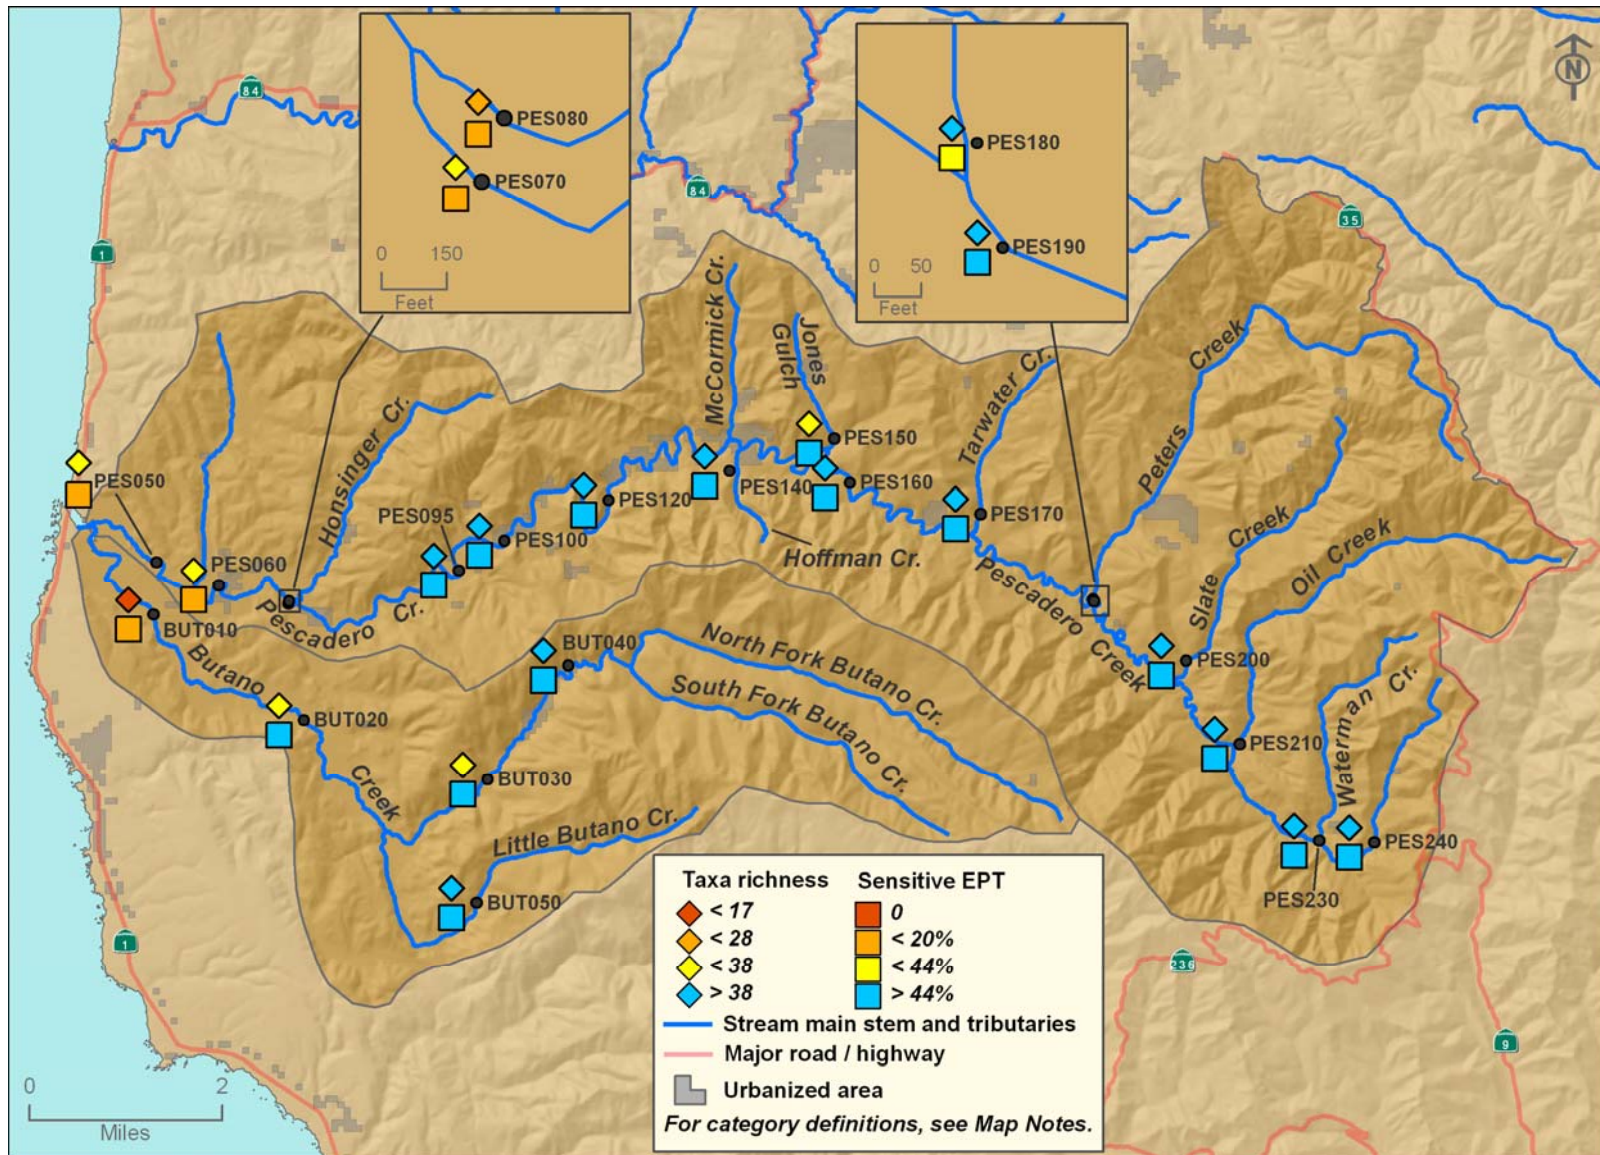 84
PES080
PES070
0 150
Feet
PES180
PES190
0 50
Feet
N
84
35
1
McCormick Cr.
Jones
Gulch
Tarwater Cr.
Peters Creek
Honsinger Cr.
PES050
PES095
PES060
PES100
PES120
PES140
PES150
PES160
PES170
Hoffman Cr.
Pescadero Cr.
Pescadero Creek
Slate Creek
Oil Creek
BUT010
Butano Creek
BUT020
BUT030
BUT040
North Fork Butano Cr.
South Fork Butano Cr.
Little Butano Cr.
BUT050
PES200
PES210
Waterman Cr.
PES240
PES230
1
236
9
Taxa richness Sensitive EPT
< 17 0
< 28 < 20%
< 38 < 44%
> 38 > 44%
Stream main stem and tributaries
Major road / highway
Urbanized area
For category definitions, see Map Notes.
0 2
Miles